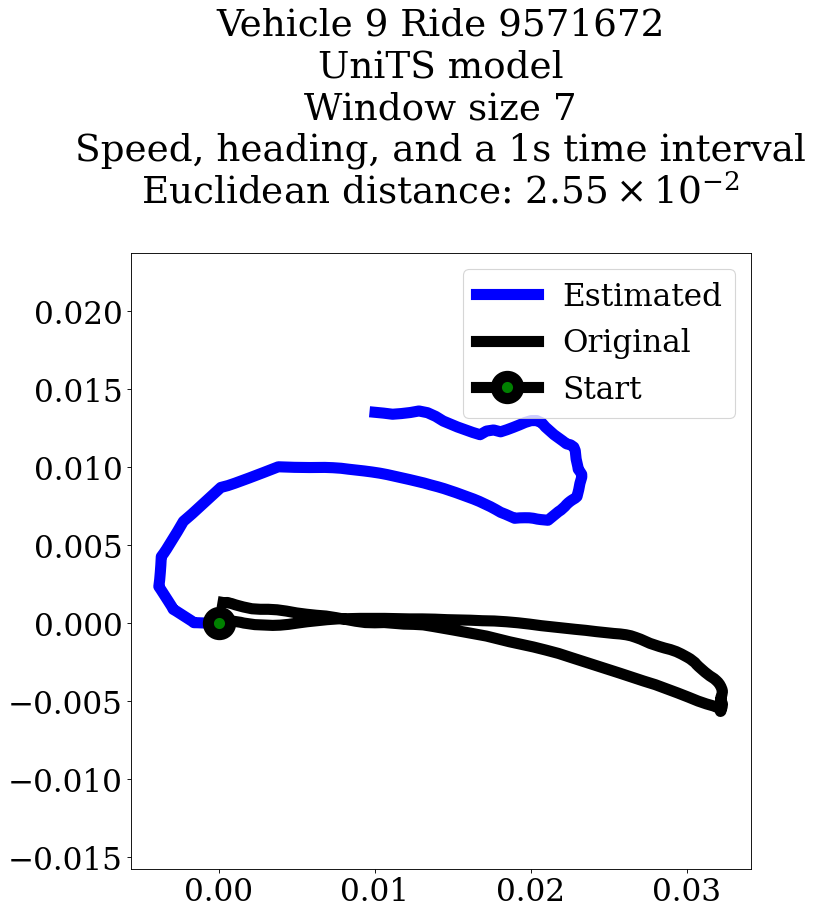 Vehicle 9 Ride 9571672
UniTS model
Window size 7
Speed, heading, and a 1s time interval
Euclidean distance: 2.55 × 10⁻²
Estimated
Original
Start
0.020
0.015
0.010
0.005
0.000
−0.005
−0.010
−0.015
0.00 0.01 0.02 0.03